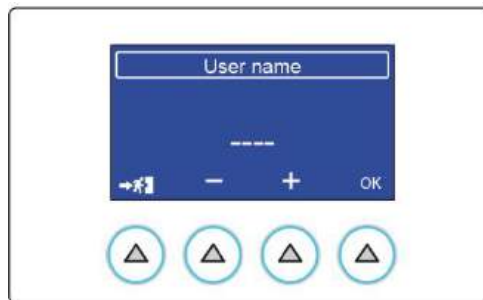 User name
----
− + OK